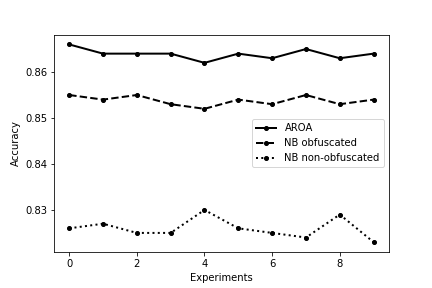 0.86
0.85
0.84
0.83
Accuracy
AROA
NB obfuscated
NB non-obfuscated
0 2 4 6 8
Experiments